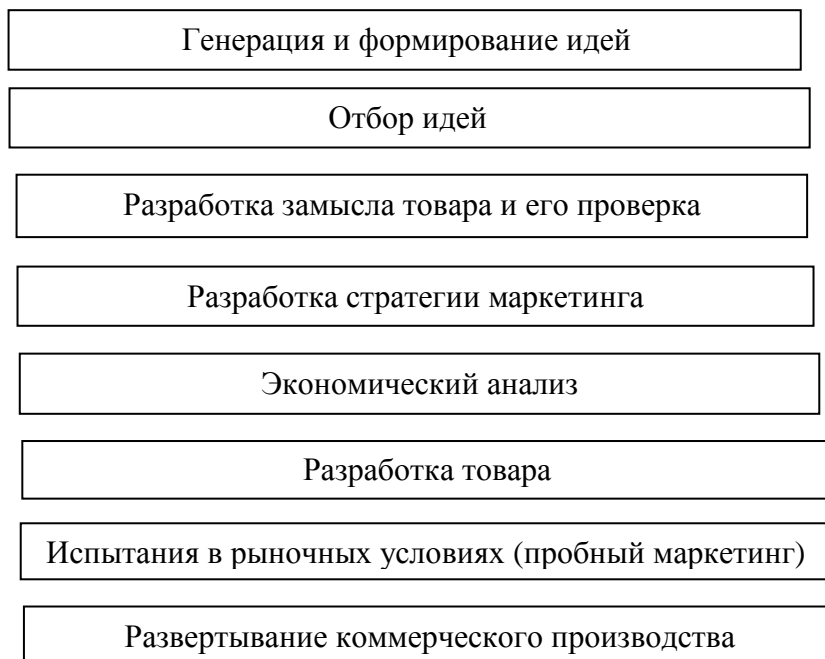 Генерация и формирование идей
Отбор идей
Разработка замысла товара и его проверка
Разработка стратегии маркетинга
Экономический анализ
Разработка товара
Испытания в рыночных условиях (пробный маркетинг)
Развертывание коммерческого производства